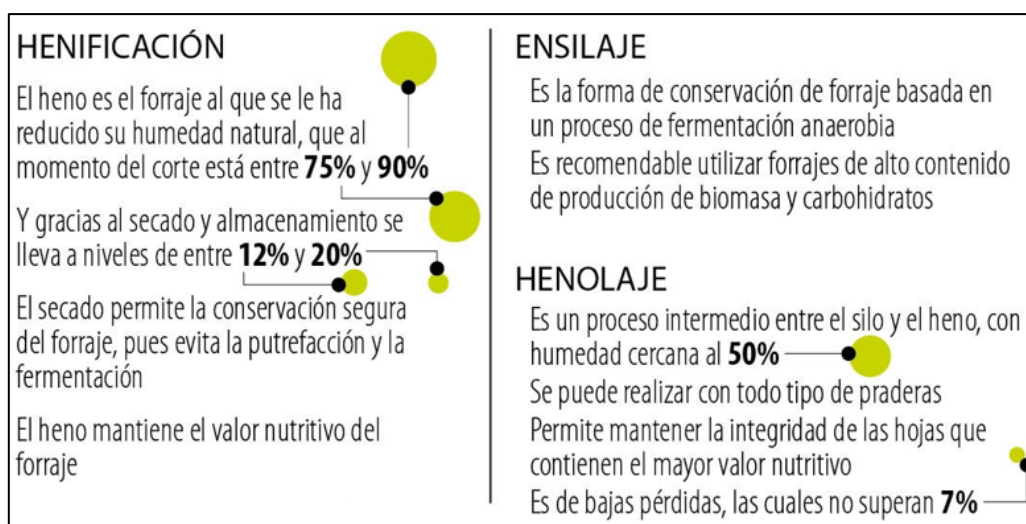 HENIFICACIÓN
El heno es el forraje al que se le ha
reducido su humedad natural, que al
momento del corte está entre 75% y 90%
Y gracias al secado y almacenamiento se
lleva a niveles de entre 12% y 20%
El secado permite la conservación segura
del forraje, pues evita la putrefacción y la
fermentación
El heno mantiene el valor nutritivo del
forraje
ENSILAJE
Es la forma de conservación de forraje basada en
un proceso de fermentación anaerobia
Es recomendable utilizar forrajes de alto contenido
de producción de biomasa y carbohidratos
HENOLAJE
Es un proceso intermedio entre el silo y el heno, con
humedad cercana al 50%
Se puede realizar con todo tipo de praderas
Permite mantener la integridad de las hojas que
contienen el mayor valor nutritivo
Es de bajas pérdidas, las cuales no superan 7%